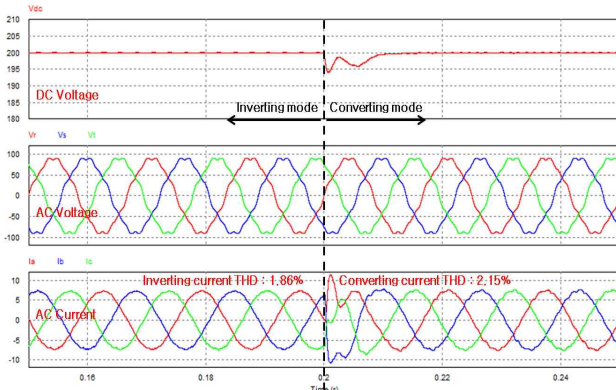 Vdc
210
205
200
195
190
185
180
DC Voltage
Inverting mode
Converting mode
Vr Vs Vt
100
50
0
-50
-100
AC Voltage
Ia Ib Ic
10
5
0
-5
-10
Inverting current THD : 1,86%
Converting current THD : 2,15%
AC Current
0.16 0.18 0.2 0.22 0.24
Time (s)